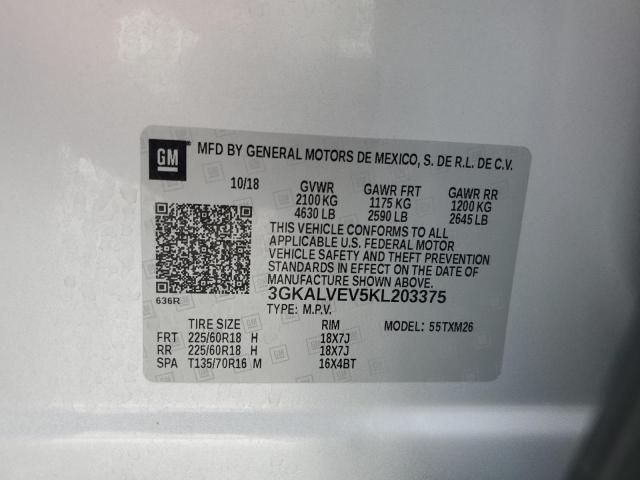 GM
MFD BY GENERAL MOTORS DE MEXICO, S. DE R.L. DE C.V.
10/18 GVWR GAWR FRT GAWR RR
2100 KG 1175 KG 1200 KG
4630 LB 2590 LB 2645 LB
THIS VEHICLE CONFORMS TO ALL
APPLICABLE U.S. FEDERAL MOTOR
VEHICLE SAFETY AND THEFT PREVENTION
STANDARDS IN EFFECT ON THE DATE OF
MANUFACTURE SHOWN ABOVE.
636R 3GKALVEV5KL203375
TYPE: M.P.V.
TIRE SIZE RIM MODEL: 55TXM26
FRT 225/60R18 H 18X7J
RR 225/60R18 H 18X7J
SPA T135/70R16 M 16X4BT